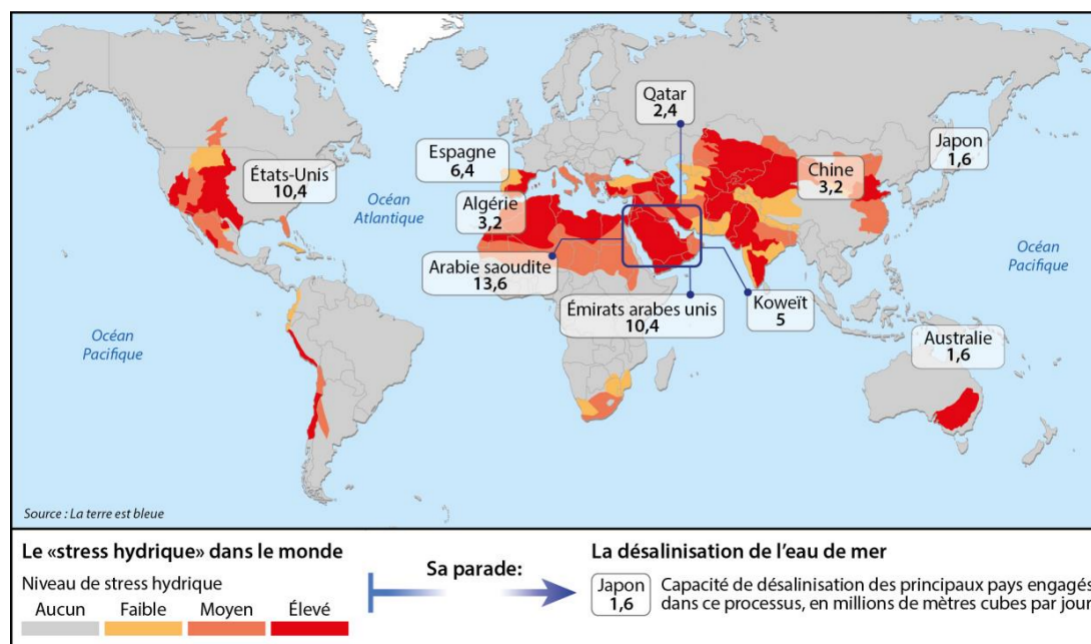 Qatar
2,4
Japon
1,6
Espagne
6,4
Chine
3,2
États-Unis
10,4
Océan
Atlantique
Algérie
3,2
Océan
Pacifique
Arabie saoudite
13,6
Émirats arabes unis
10,4
Koweït
5
Océan
Pacifique
Australie
1,6
Source : La terre est bleue
Le «stress hydrique» dans le monde
Niveau de stress hydrique
Aucun Faible Moyen Élevé
Sa parade:
La désalinisation de l'eau de mer
Japon
1,6
Capacité de désalinisation des principaux pays engagés
dans ce processus, en millions de mètres cubes par jour